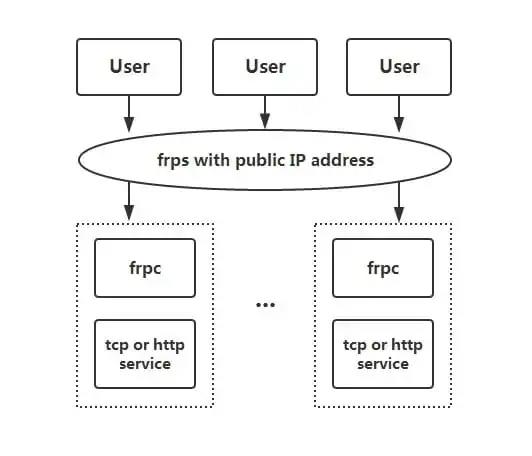 User
User
User
frps with public IP address
frpc
frpc
...
tcp or http
service
tcp or http
service